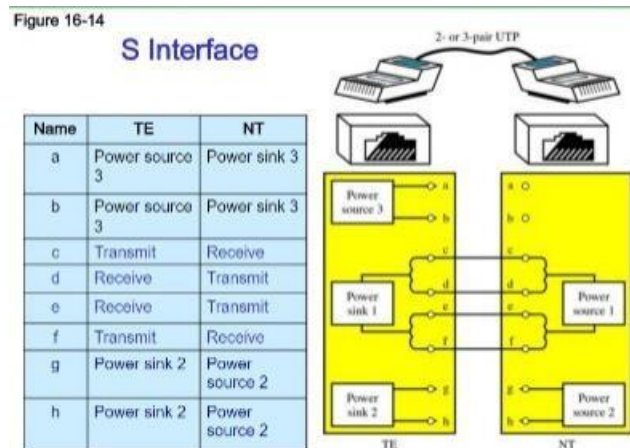 Figure 16-14
S Interface
2- or 3-pair UTP
Name TE NT
a Power source 3 Power sink 3
b Power source 3 Power sink 3
c Transmit Receive
d Receive Transmit
e Receive Transmit
f Transmit Receive
g Power sink 2 Power source 2
h Power sink 2 Power source 2
Power source 3
a
b
c
d
Power sink 1
e
f
Power sink 2
g
h
TE
a
b
c
d
Power source 1
e
f
g
Power source 2
h
NT